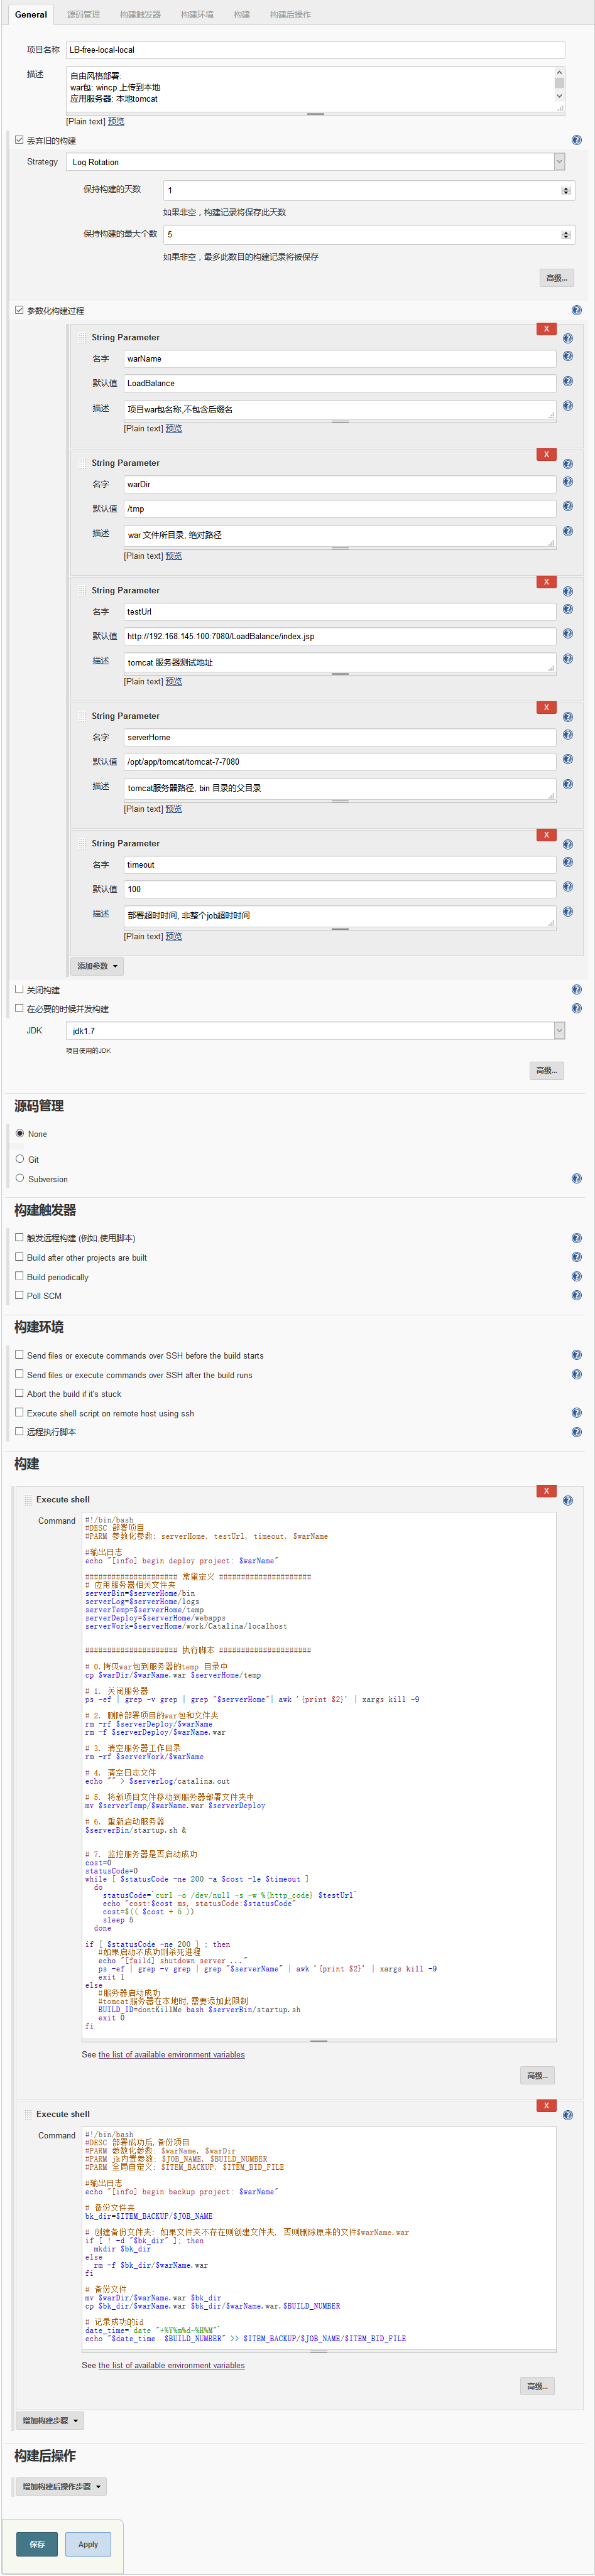 General 源码管理 构建触发器 构建环境 构建 构建后操作
项目名称 LB-free-local-local
描述 自由风格部署:
war包: wincp 上传到本地
应用服务器: 本地tomcat
[Plain text] 预览
丢弃旧的构建
Strategy Log Rotation
保持构建的天数 1
如果非空，构建记录将保存此天数
保持构建的最大个数 5
如果非空，最多此数目的构建记录将被保存
高级...
参数化构建过程
X
String Parameter
名字 warName
默认值 LoadBalance
描述 项目war包名称,不包含后缀名
[Plain text] 预览
X
String Parameter
名字 warDir
默认值 /tmp
描述 war 文件所目录, 绝对路径
[Plain text] 预览
X
String Parameter
名字 testUrl
默认值 http://192.168.145.100:7080/LoadBalance/index.jsp
描述 tomcat 服务器测试地址
[Plain text] 预览
X
String Parameter
名字 serverHome
默认值 /opt/app/tomcat/tomcat-7-7080
描述 tomcat服务器路径, bin 目录的父目录
[Plain text] 预览
X
String Parameter
名字 timeout
默认值 100
描述 部署超时时间, 非整个job超时时间
[Plain text] 预览
添加参数
关闭构建
在必要的时候并发构建
JDK jdk1.7
项目使用的JDK
高级...
源码管理
None
Git
Subversion
构建触发器
触发远程构建 (例如,使用脚本)
Build after other projects are built
Build periodically
Poll SCM
构建环境
Send files or execute commands over SSH before the build starts
Send files or execute commands over SSH after the build runs
Abort the build if it's stuck
Execute shell script on remote host using ssh
远程执行脚本
构建
X
Execute shell
Command #!/bin/bash
#DESC 部署项目
#PARM 参数化参数: serverHome, testUrl, timeout, $warName
#输出日志
echo "[info] begin deploy project: $warName"
##################### 常量定义 #####################
# 应用服务器相关文件夹
serverBin=$serverHome/bin
serverLog=$serverHome/logs
serverTemp=$serverHome/temp
serverDeploy=$serverHome/webapps
serverWork=$serverHome/work/Catalina/localhost
##################### 执行脚本 #####################
# 0.拷贝war包到服务器的temp 目录中
cp $warDir/$warName.war $serverHome/temp
# 1. 关闭服务器
ps -ef | grep -v grep | grep "$serverHome"| awk '{print $2}' | xargs kill -9
# 2. 删除部署项目的war包和文件夹
rm -rf $serverDeploy/$warName
rm -f $serverDeploy/$warName.war
# 3. 清空服务器工作目录
rm -rf $serverWork/$warName
# 4. 清空日志文件
echo "" > $serverLog/catalina.out
# 5. 将新项目文件移动到服务器部署文件夹中
mv $serverTemp/$warName.war $serverDeploy
# 6. 重新启动服务器
$serverBin/startup.sh &
# 7. 监控服务器是否启动成功
cost=0
statusCode=0
while [ $statusCode -ne 200 -a $cost -le $timeout ]
do
statusCode=`curl -o /dev/null -s -w %{http_code} $testUrl`
echo "cost:$cost ms, statusCode:$statusCode"
cost=$(( $cost + 5 ))
sleep 5
done
if [ $statusCode -ne 200 ] ; then
#如果启动不成功则杀死进程
echo "[faild] shutdown server ..."
ps -ef | grep -v grep | grep "$serverName" | awk '{print $2}' | xargs kill -9
exit 1
else
#服务器启动成功
#tomcat服务器在本地时,需要添加此限制
BUILD_ID=dontKillMe bash $serverBin/startup.sh
exit 0
fi
See the list of available environment variables
高级...
X
Execute shell
Command #!/bin/bash
#DESC 部署成功后,备份项目
#PARM 参数化参数: $warName, $warDir
#PARM jk内置参数: $JOB_NAME, $BUILD_NUMBER
#PARM 全局自定义: $ITEM_BACKUP, $ITEM_BID_FILE
#输出日志
echo "[info] begin backup project: $warName"
# 备份文件夹
bk_dir=$ITEM_BACKUP/$JOB_NAME
# 创建备份文件夹: 如果文件夹不存在则创建文件夹, 否则删除原来的文件$warName.war
if [ ! -d "$bk_dir" ]; then
mkdir $bk_dir
else
rm -f $bk_dir/$warName.war
fi
# 备份文件
mv $warDir/$warName.war $bk_dir
cp $bk_dir/$warName.war $bk_dir/$warName.war.$BUILD_NUMBER
# 记录成功的id
date_time=`date "+%Y%m%d-%H%M"`
echo "$date_time $BUILD_NUMBER" >> $ITEM_BACKUP/$JOB_NAME/$ITEM_BID_FILE
See the list of available environment variables
高级...
增加构建步骤
构建后操作
增加构建后操作步骤
保存 Apply